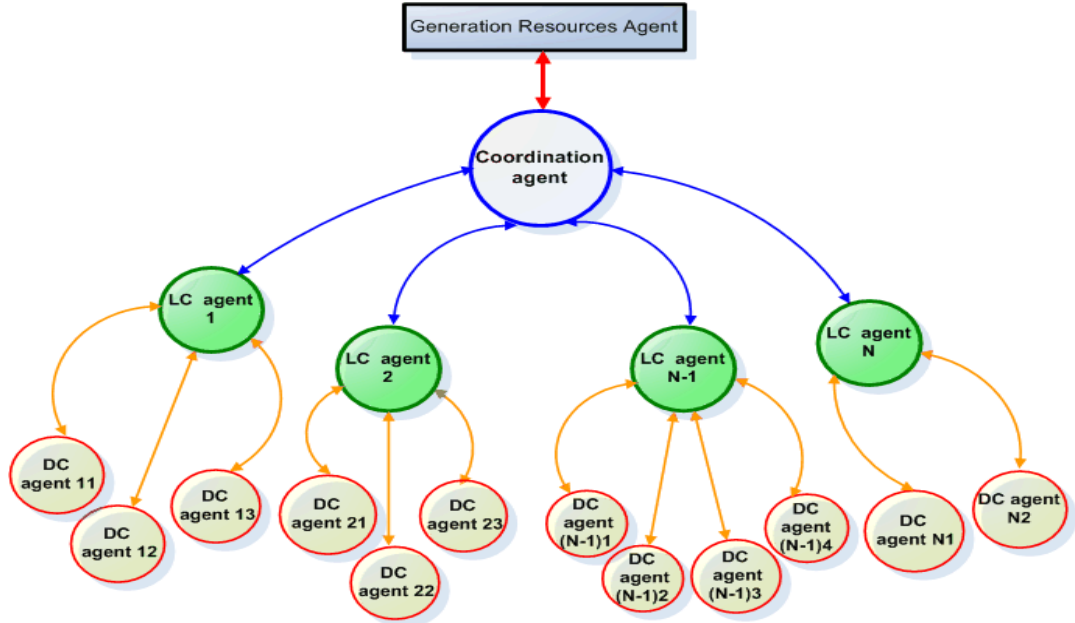 Generation Resources Agent
Coordination
agent
LC agent
1
LC agent
2
LC agent
N-1
LC agent
N
DC
agent 11
DC
agent 12
DC
agent 13
DC
agent 21
DC
agent 22
DC
agent 23
DC
agent
(N-1)1
DC
agent
(N-1)2
DC
agent
(N-1)3
DC
agent
(N-1)4
DC
agent N1
DC agent
N2